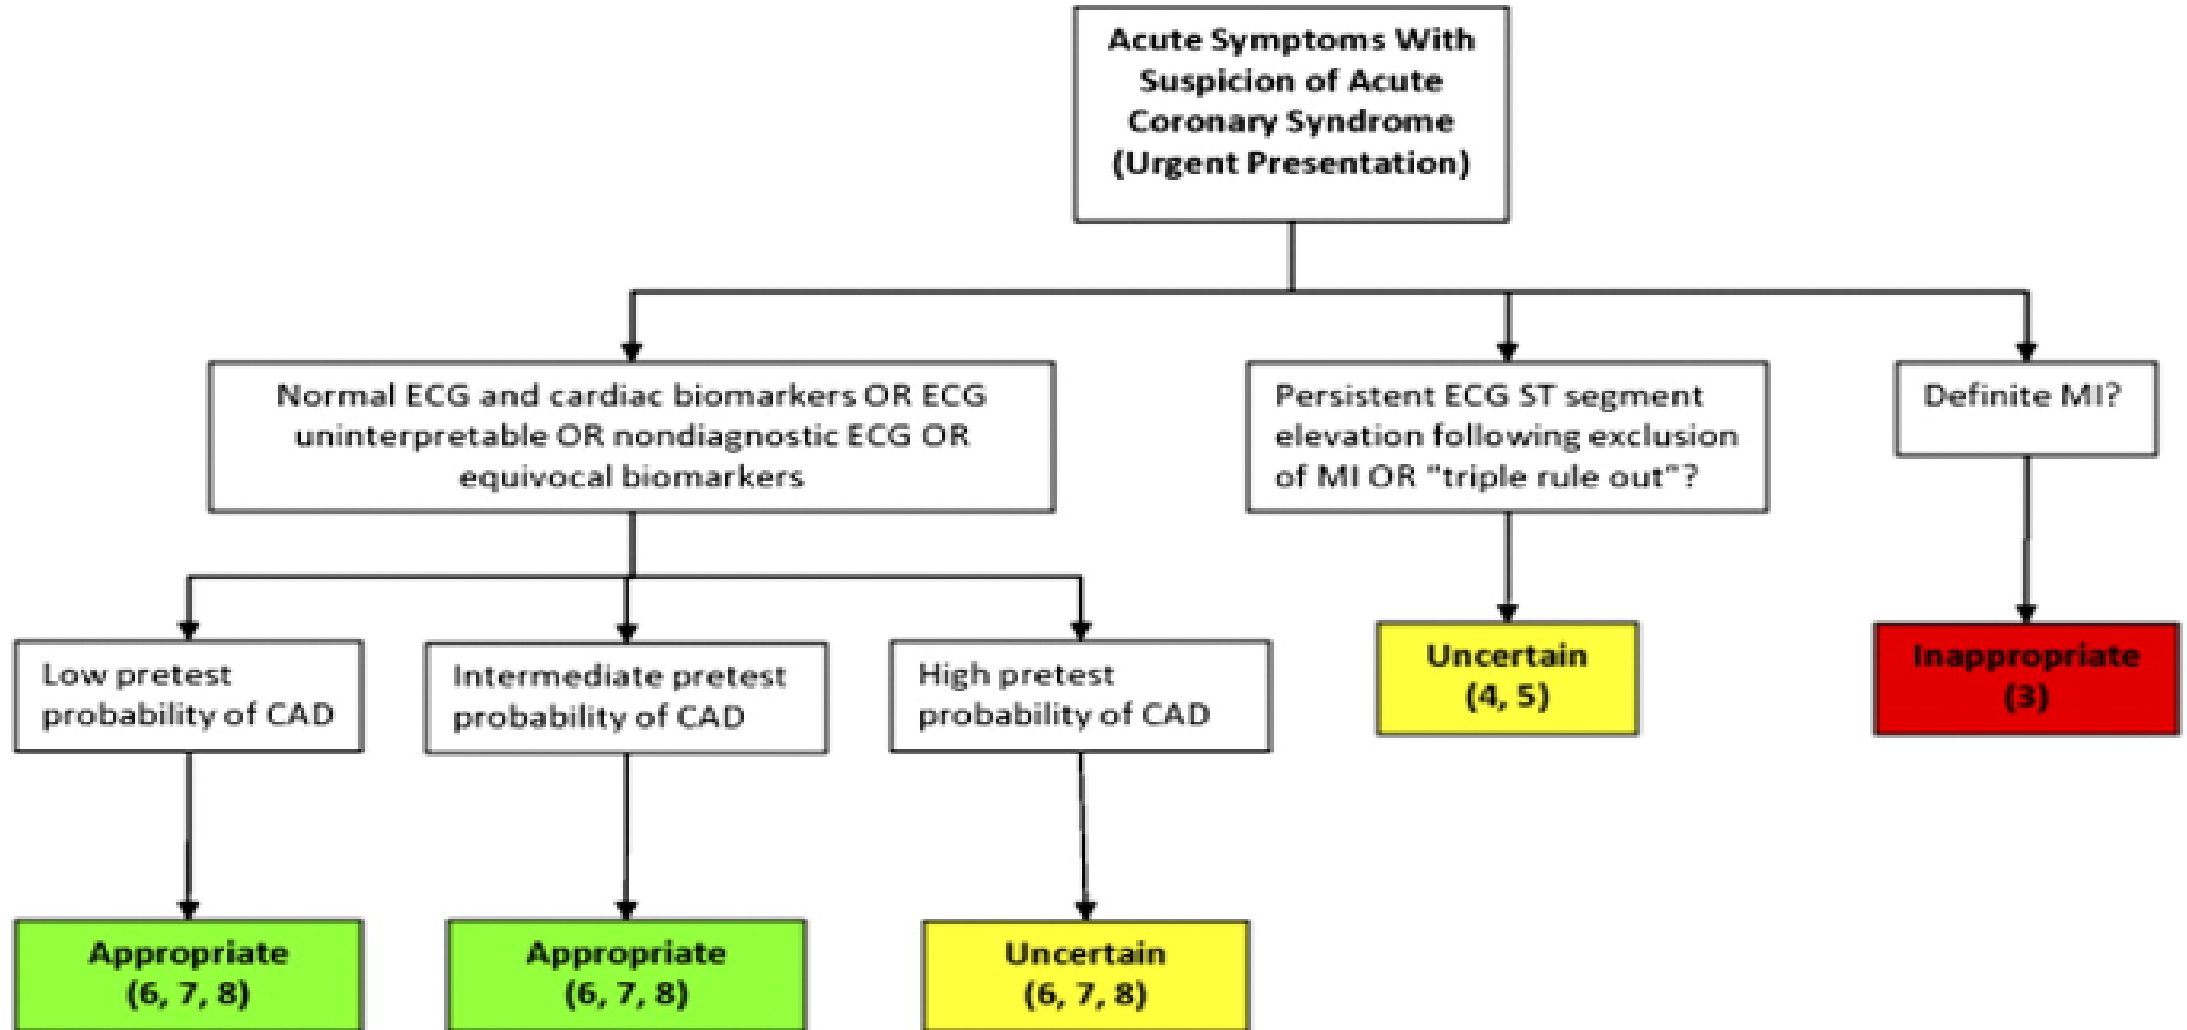 Acute Symptoms With
Suspicion of Acute
Coronary Syndrome
(Urgent Presentation)
Normal ECG and cardiac biomarkers OR ECG
uninterpretable OR nondiagnostic ECG OR
equivocal biomarkers
Persistent ECG ST segment
elevation following exclusion
of MI OR "triple rule out"?
Definite MI?
Low pretest
probability of CAD
Intermediate pretest
probability of CAD
High pretest
probability of CAD
Uncertain
(4, 5)
Inappropriate
(3)
Appropriate
(6, 7, 8)
Appropriate
(6, 7, 8)
Uncertain
(6, 7, 8)